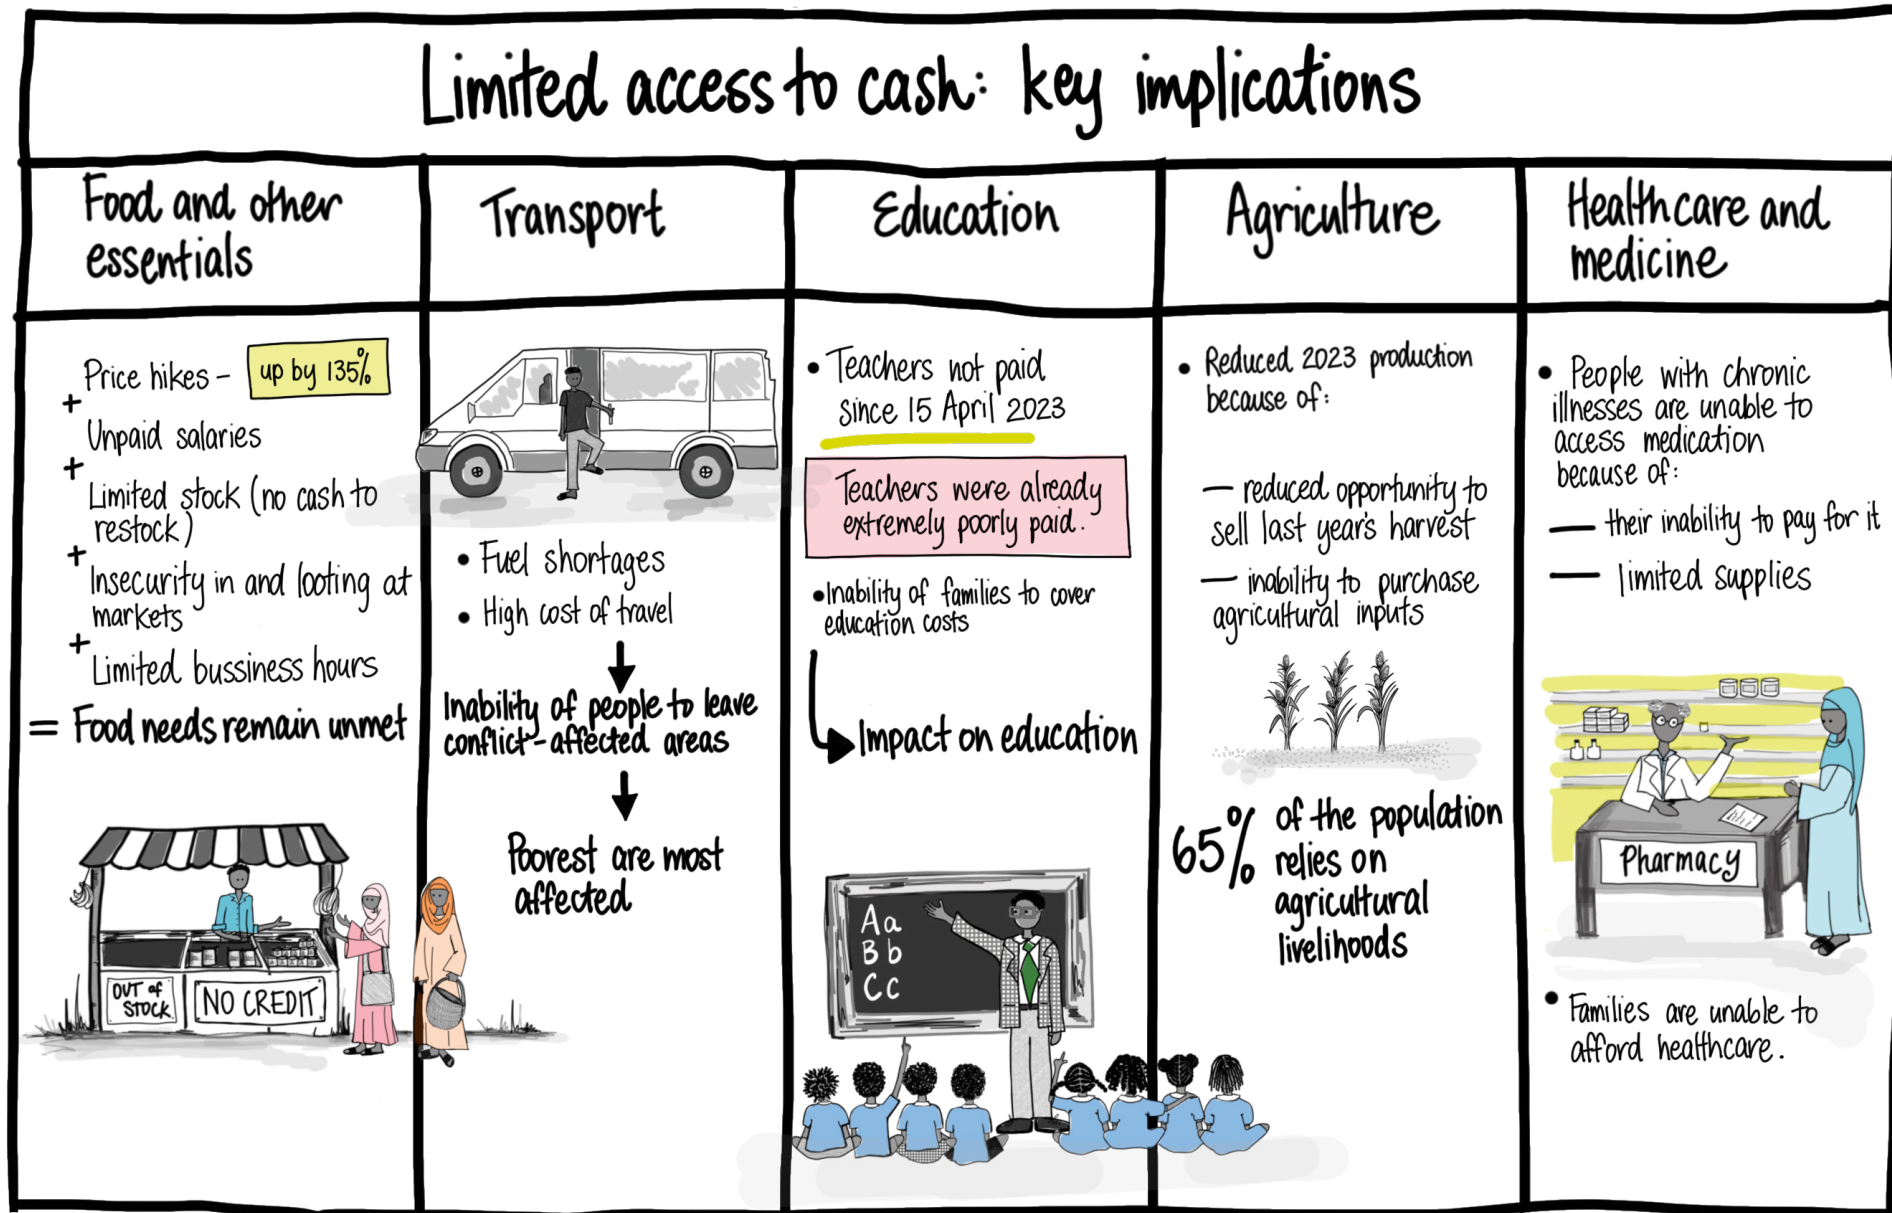 Limited access to cash: key implications
Food and other
essentials
Price hikes – up by 135%
+
Unpaid salaries
+
Limited stock (no cash to
restock)
+
Insecurity in and looting at
markets
+
Limited bussiness hours
= Food needs remain unmet
OUT of
STOCK
NO CREDIT
Transport
• Fuel shortages
• High cost of travel
Inability of people to leave
conflict-affected areas
Poorest are most
affected
Education
• Teachers not paid
since 15 April 2023
Teachers were already
extremely poorly paid.
• Inability of families to cover
education costs
Impact on education
Aa
Bb
Cc
Agriculture
• Reduced 2023 production
because of:
— reduced opportunity to
sell last year's harvest
— inability to purchase
agricultural inputs
65% of the population
relies on
agricultural
livelihoods
Healthcare and
medicine
• People with chronic
illnesses are unable to
access medication
because of:
— their inability to pay for it
— limited supplies
Pharmacy
• Families are unable to
afford healthcare.